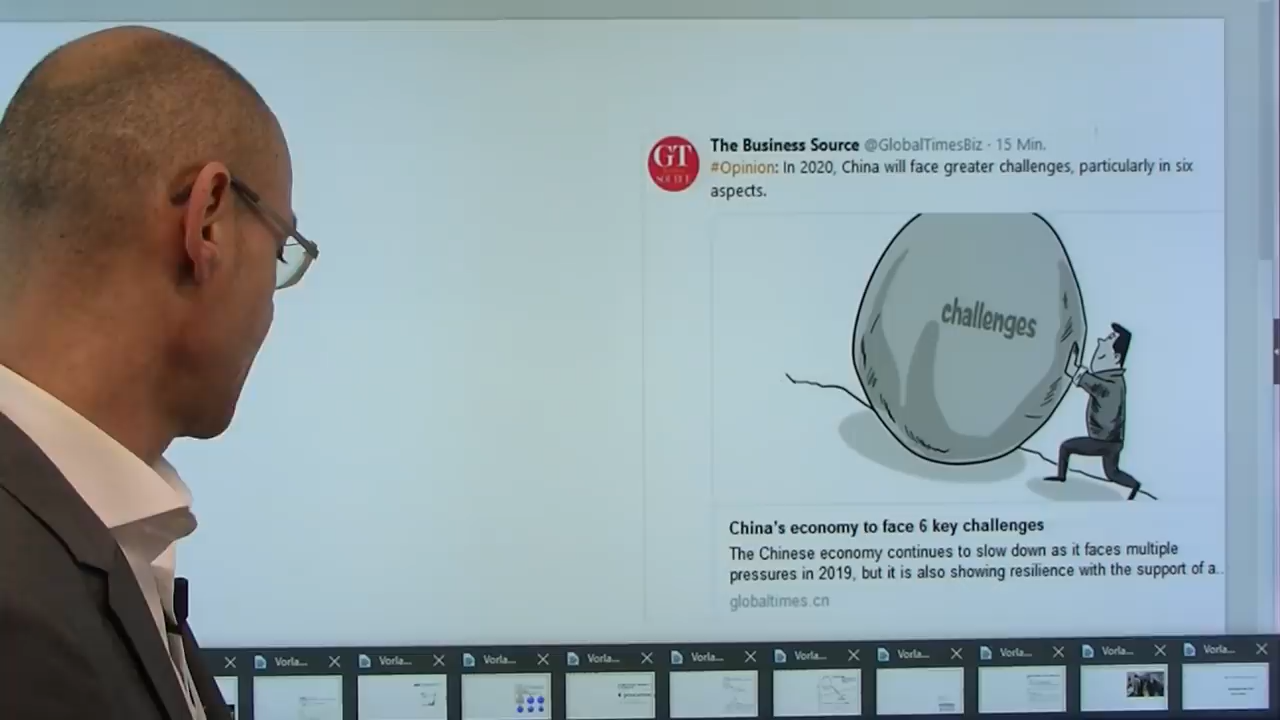 The Business Source @GlobalTimesBiz · 15 Min.
GT
#Opinion: In 2020, China will face greater challenges, particularly in six
aspects.
challenges
China's economy to face 6 key challenges
The Chinese economy continues to slow down as it faces multiple
pressures in 2019, but it is also showing resilience with the support of a..
globaltimes.cn
Vorla... Vorla... Vorla... Vorla... Vorla... Vorla... Vorla... Vorla... Vorla... Vorla...